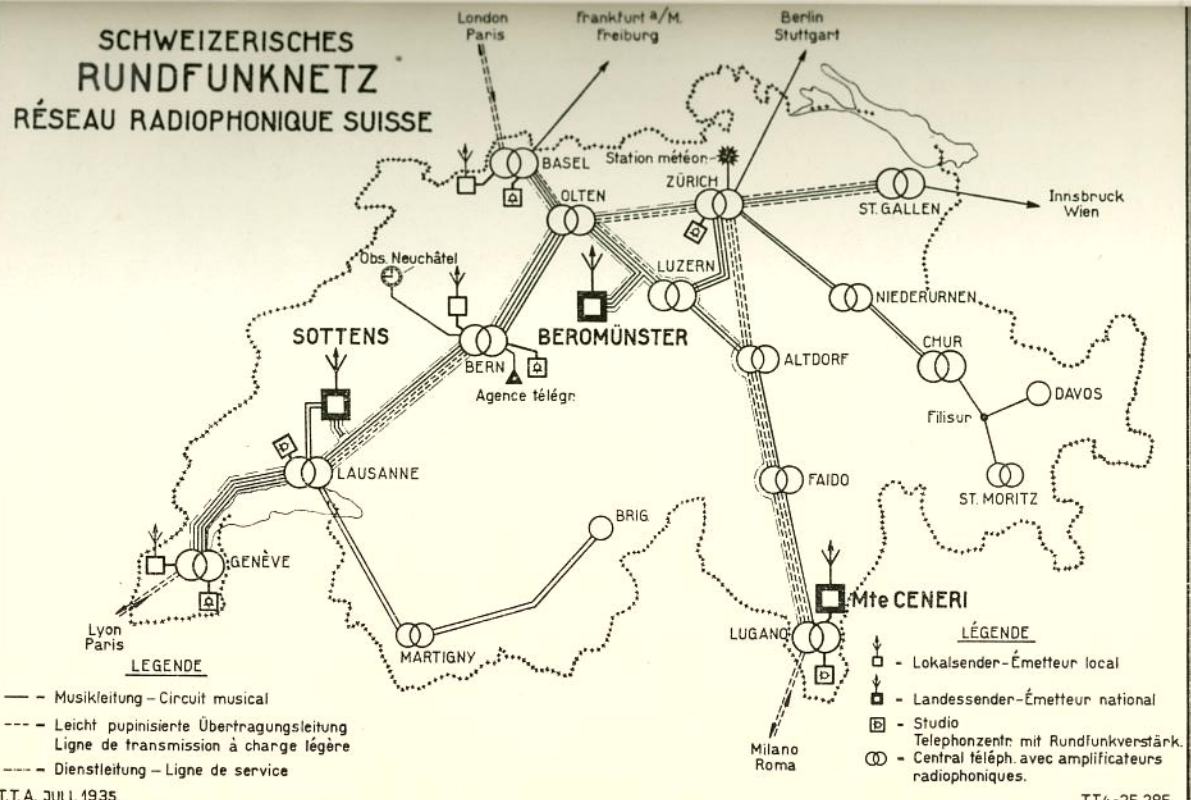 SCHWEIZERISCHES
RUNDFUNKNETZ
RÉSEAU RADIOPHONIQUE SUISSE
London
Paris
Frankfurt a/M.
Freiburg
Berlin
Stuttgart
BASEL
Station météor.
ZÜRICH
OLTEN
ST. GALLEN
Innsbruck
Wien
Obs. Neuchâtel
LUZERN
NIEDERURNEN
SOTTENS
BEROMÜNSTER
BERN
Agence télégr.
ALTDORF
CHUR
DAVOS
Filisur
LAUSANNE
FAIDO
ST. MORITZ
BRIG.
GENÈVE
Mte CENERI
Lyon
Paris
MARTIGNY
LUGANO
Milano
Roma
LEGENDE
— – Musikleitung – Circuit musical
--- – Leicht pupinisierte Übertragungsleitung
Ligne de transmission à charge légère
– Dienstleitung – Ligne de service
T.T.A. JULI. 1935.
LÉGENDE
– Lokalsender–Émetteur local
– Landessender–Émetteur national
– Studio
Telephonzentr. mit Rundfunkverstärk.
– Central téléph. avec amplificateurs
radiophoniques.